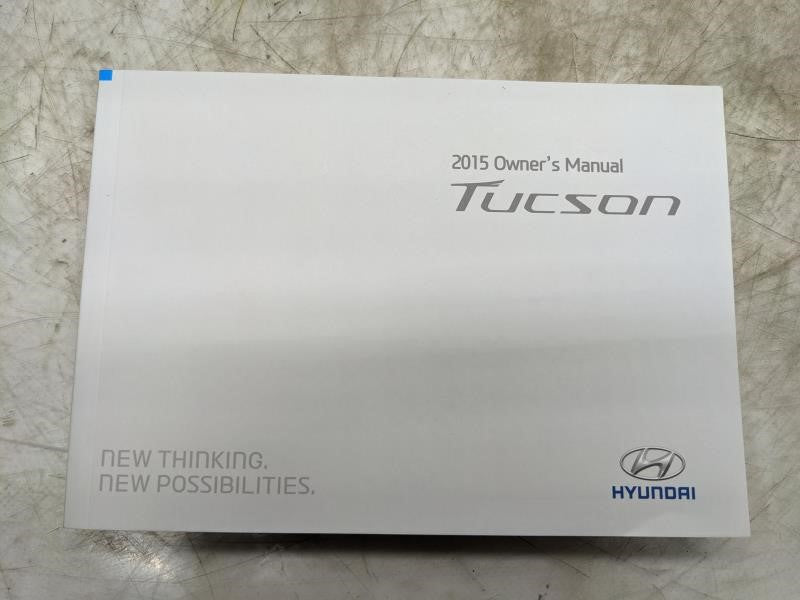 2015 Owner's Manual
Tucson
NEW THINKING.
NEW POSSIBILITIES.
HYUNDAI